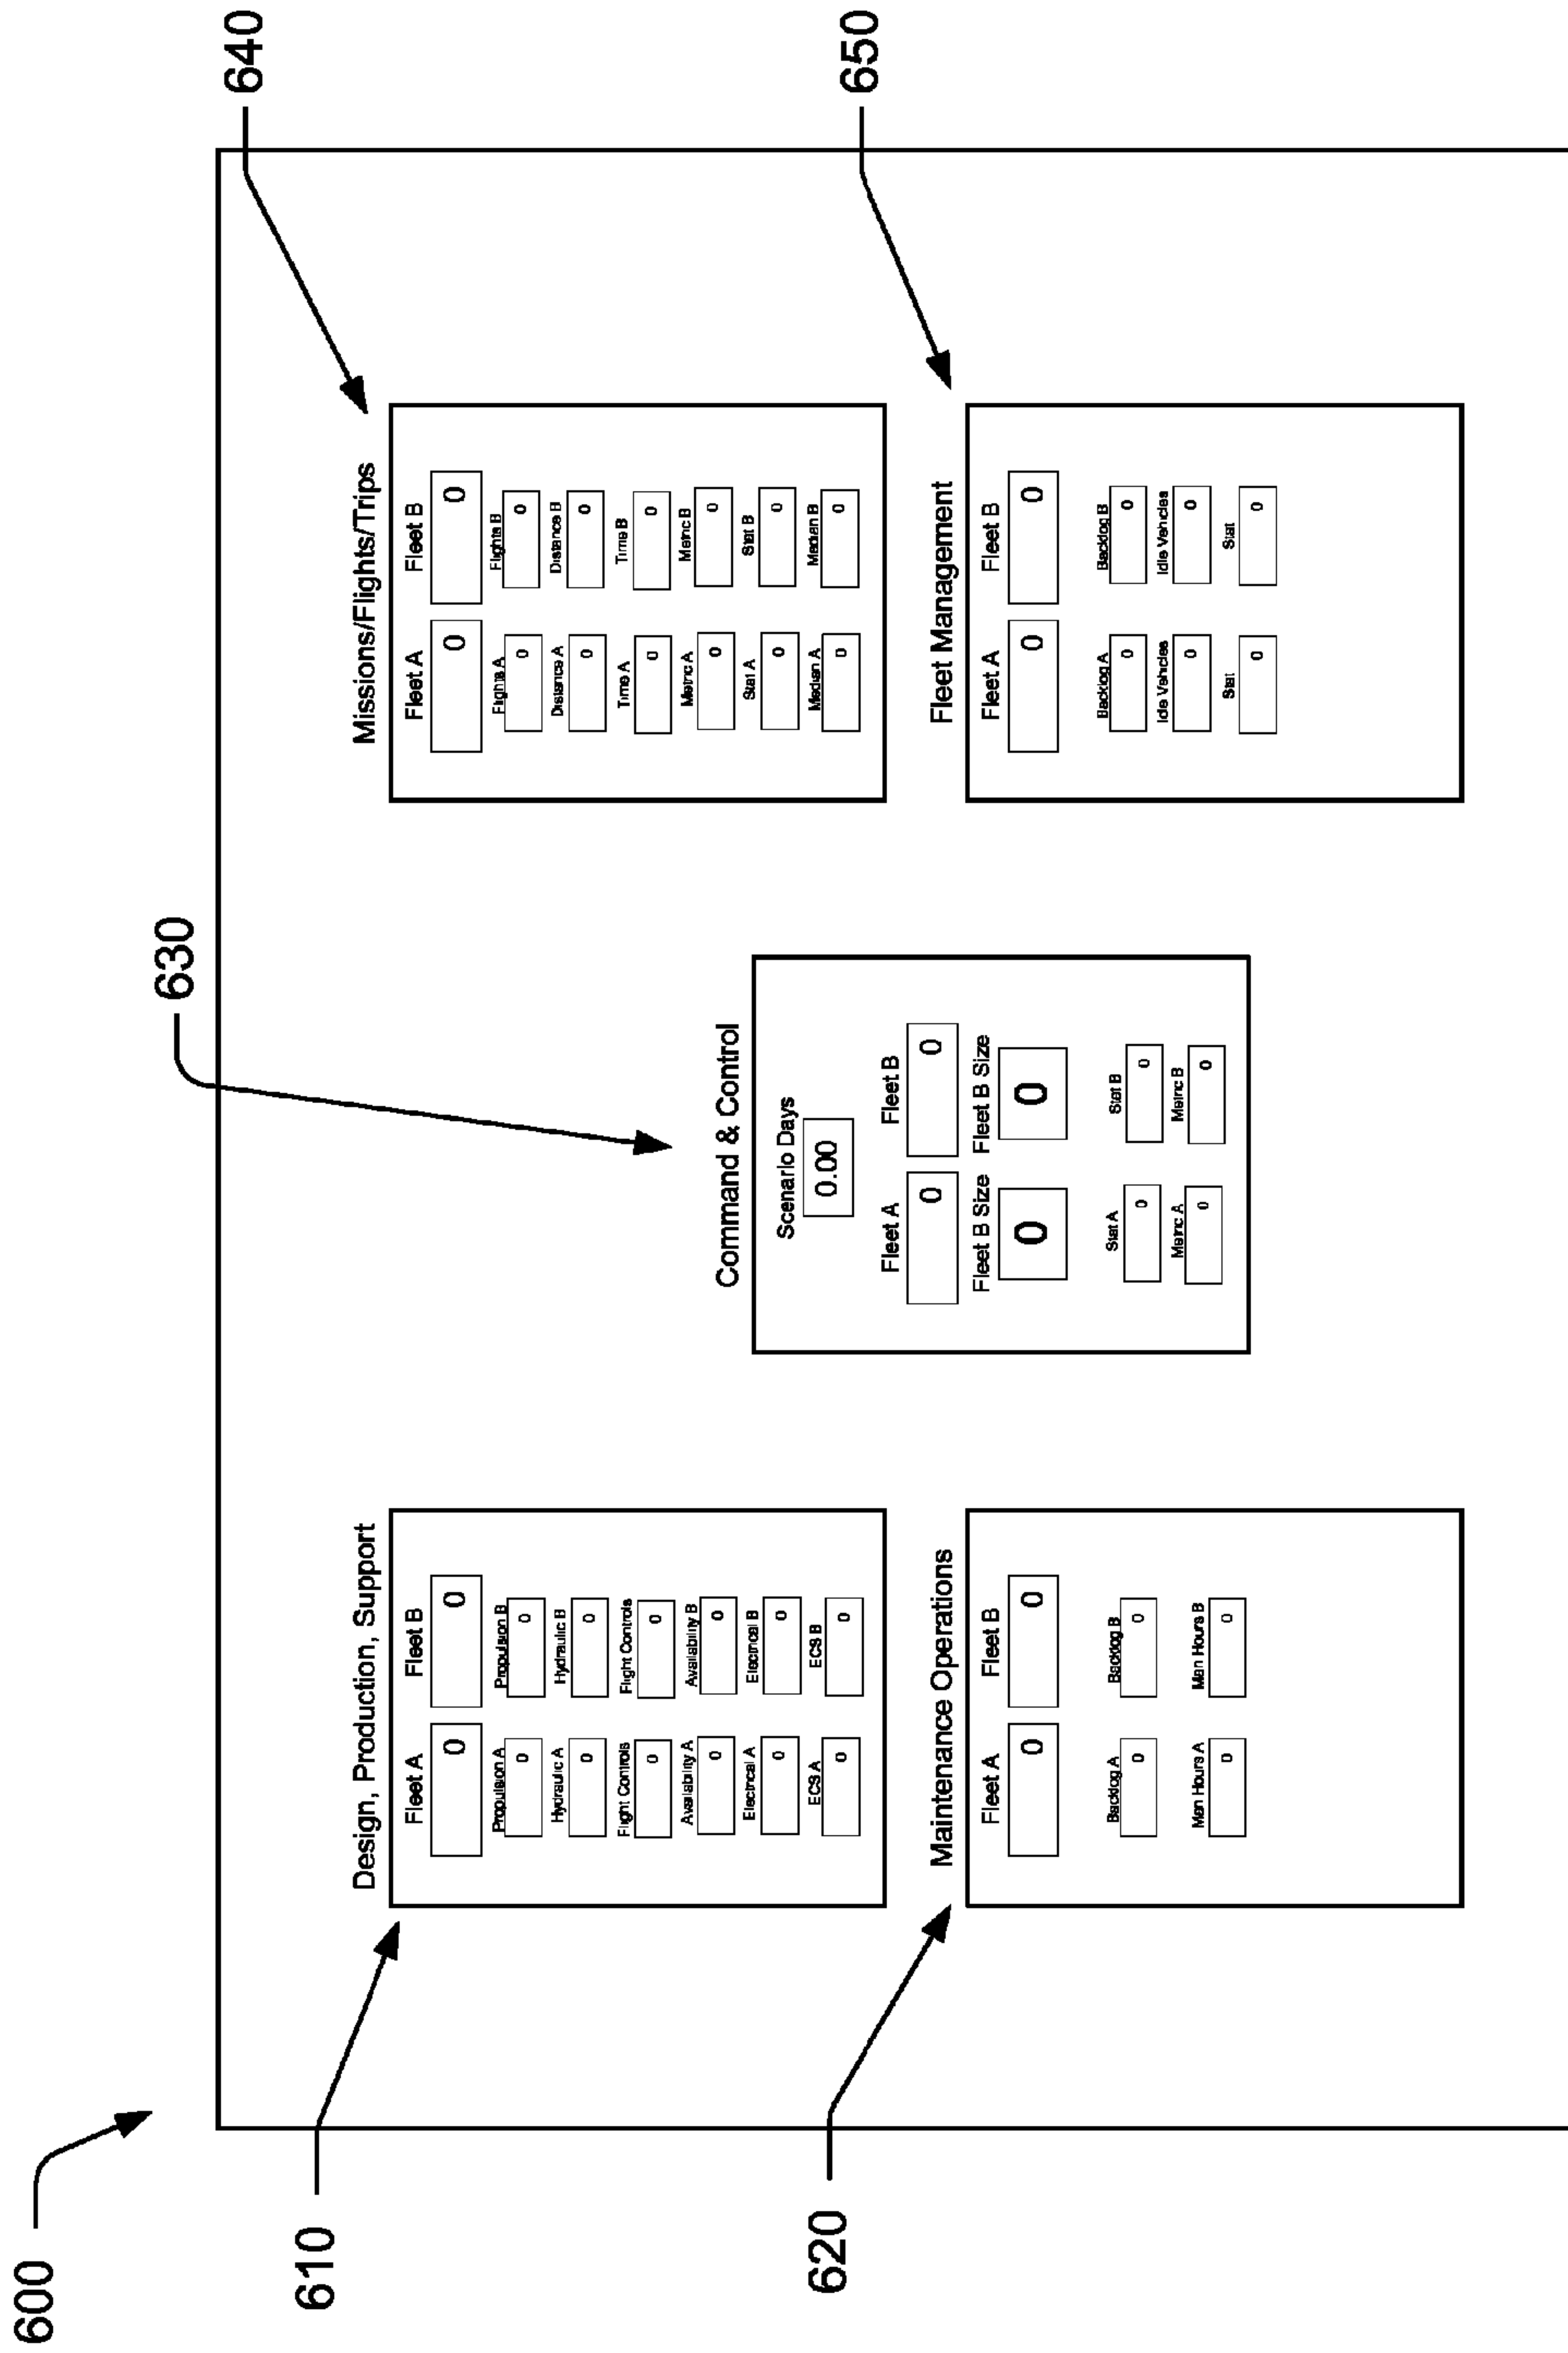 600
610
620
630
640
650
Design, Production, Support
Fleet A Fleet B
0 0
Propulsion A Propulsion B
0 0
Hydraulic A Hydraulic B
0 0
Flight Controls Flight Controls
0 0
Availability A Availability B
0 0
Electrical A Electrical B
0 0
ECS A ECS B
0 0
Maintenance Operations
Fleet A Fleet B
0 0
Backlog A Backlog B
0 0
Man Hours A Man Hours B
0 0
Command & Control
Scenario Days
0.00
Fleet A Fleet B
0 0
Fleet B Size Fleet B Size
0 0
Stat A Stat B
0 0
Metric A Metric B
0 0
Missions/Flights/Trips
Fleet A Fleet B
0 0
Flights A Flights B
0 0
Distance A Distance B
0 0
Time A Time B
0 0
Metric A Metric B
0 0
Stat A Stat B
0 0
Median A Median B
0 0
Fleet Management
Fleet A Fleet B
0 0
Backlog A Backlog B
0 0
Idle Vehicles Idle Vehicles
0 0
Stat Stat
0 0